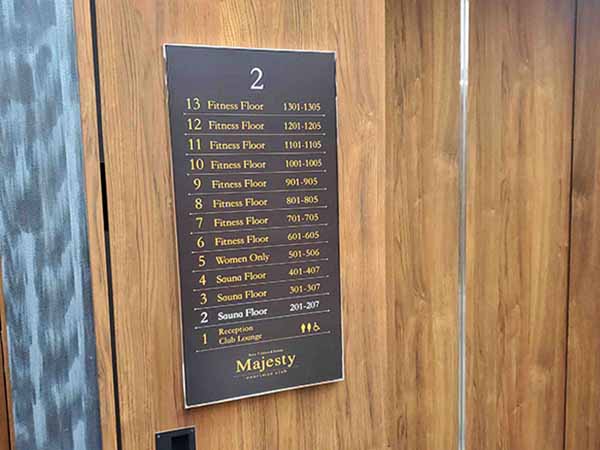 2
13 Fitness Floor 1301-1305
12 Fitness Floor 1201-1205
11 Fitness Floor 1101-1105
10 Fitness Floor 1001-1005
9 Fitness Floor 901-905
8 Fitness Floor 801-805
7 Fitness Floor 701-705
6 Fitness Floor 601-605
5 Women Only 501-506
4 Sauna Floor 401-407
3 Sauna Floor 301-307
2 Sauna Floor 201-207
1 Reception
Club Lounge
Majesty